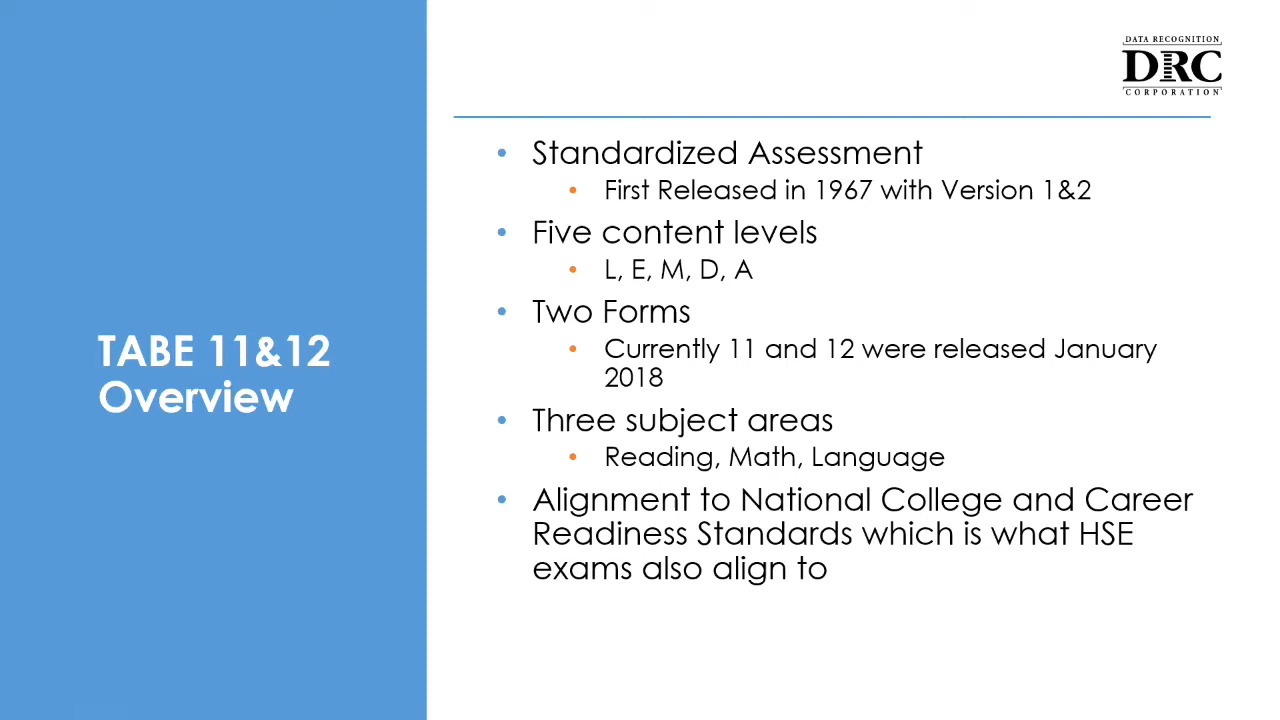 DATA RECOGNITION
DRC
CORPORATION
TABE 11&12
Overview
• Standardized Assessment
• First Released in 1967 with Version 1&2
• Five content levels
• L, E, M, D, A
• Two Forms
• Currently 11 and 12 were released January
2018
• Three subject areas
• Reading, Math, Language
• Alignment to National College and Career
Readiness Standards which is what HSE
exams also align to